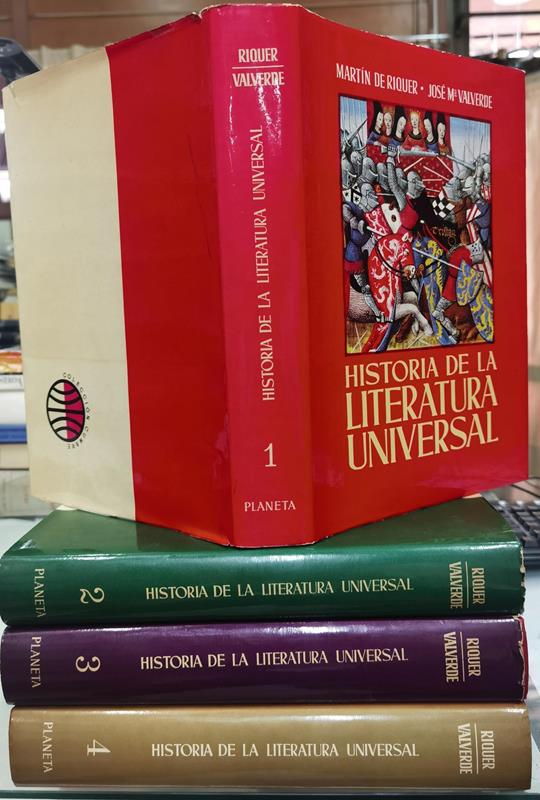 COLECCIÓN CUMBRE
RIQUER
VALVERDE
HISTORIA DE LA LITERATURA UNIVERSAL
1
PLANETA
MARTÍN DE RIQUER · JOSÉ Mª VALVERDE
HISTORIA DE LA
LITERATURA
UNIVERSAL
PLANETA
2
HISTORIA DE LA LITERATURA UNIVERSAL
RIQUER
VALVERDE
PLANETA
3
HISTORIA DE LA LITERATURA UNIVERSAL
RIQUER
VALVERDE
PLANETA
4
HISTORIA DE LA LITERATURA UNIVERSAL
RIQUER
VALVERDE